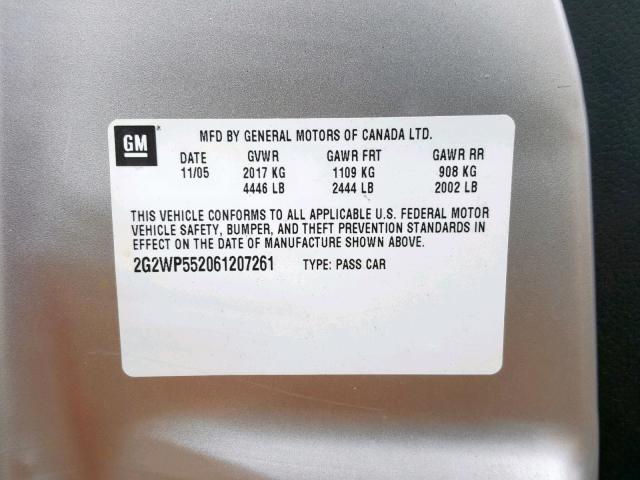 GM
MFD BY GENERAL MOTORS OF CANADA LTD.
DATE GVWR GAWR FRT GAWR RR
11/05 2017 KG 1109 KG 908 KG
4446 LB 2444 LB 2002 LB
THIS VEHICLE CONFORMS TO ALL APPLICABLE U.S. FEDERAL MOTOR
VEHICLE SAFETY, BUMPER, AND THEFT PREVENTION STANDARDS IN
EFFECT ON THE DATE OF MANUFACTURE SHOWN ABOVE.
2G2WP552061207261 TYPE: PASS CAR